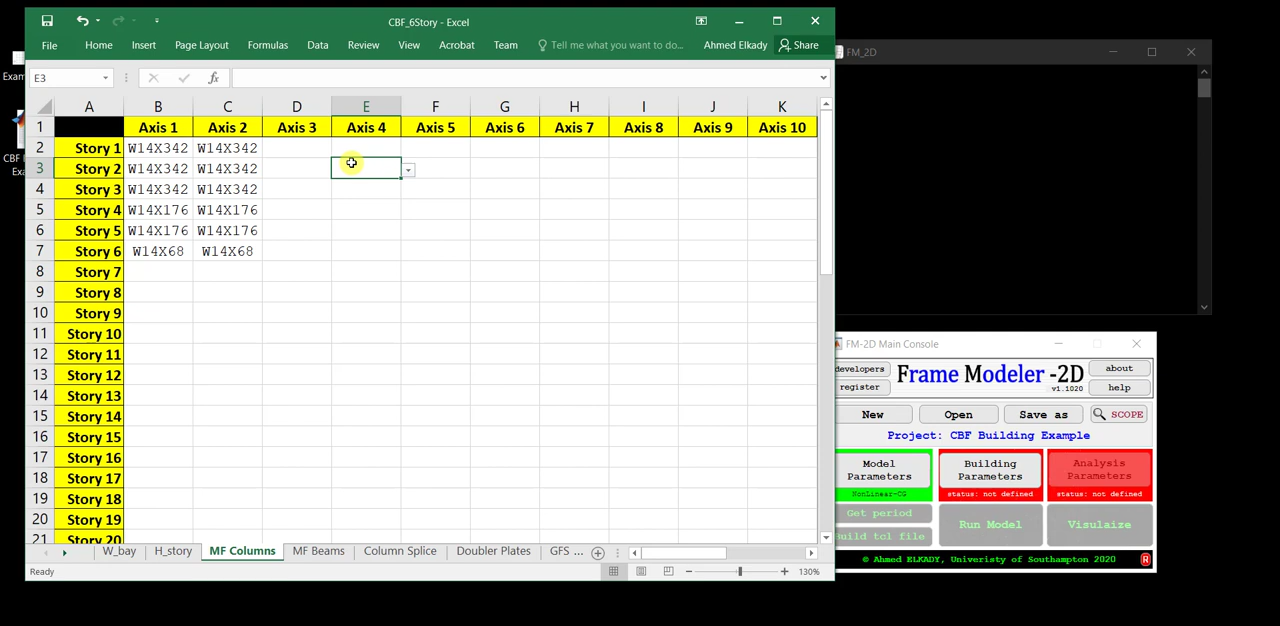 CBF_6Story - Excel
File Home Insert Page Layout Formulas Data Review View Acrobat Team Tell me what you want to do... Ahmed Elkady Share
E3 fx
A B C D E F G H I J K
1 Axis 1 Axis 2 Axis 3 Axis 4 Axis 5 Axis 6 Axis 7 Axis 8 Axis 9 Axis 10
2 Story 1 W14X342 W14X342
3 Story 2 W14X342 W14X342
4 Story 3 W14X342 W14X342
5 Story 4 W14X176 W14X176
6 Story 5 W14X176 W14X176
7 Story 6 W14X68 W14X68
8 Story 7
9 Story 8
10 Story 9
11 Story 10
12 Story 11
13 Story 12
14 Story 13
15 Story 14
16 Story 15
17 Story 16
18 Story 17
19 Story 18
20 Story 19
21 Story 20
W_bay H_story MF Columns MF Beams Column Splice Doubler Plates GFS ...
Ready 130%
Exam
CBF
Exa
FM_2D
FM-2D Main Console
developers
register
Frame Modeler -2D
v1.1020
about
help
New Open Save as SCOPE
Project: CBF Building Example
Model
Parameters
NonLinear-CG
Building
Parameters
status: not defined
Analysis
Parameters
status: not defined
Get period
uild tcl file
Run Model
Visulaize
© Ahmed ELKADY, Univeristy of Southampton 2020 R